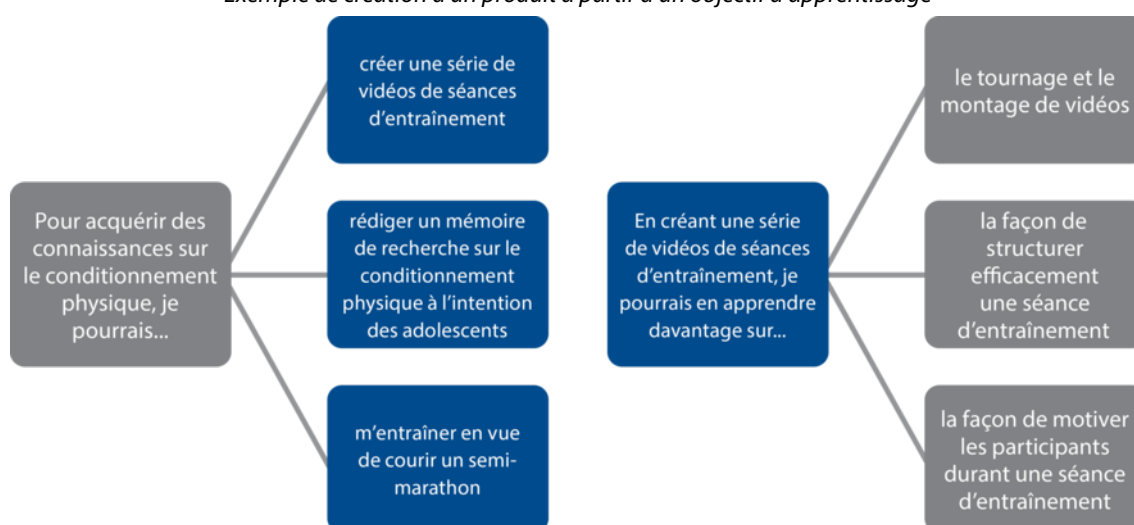 Exemple de création d'un produit à partir d'un objectif d'apprentissage
Pour acquérir des
connaissances sur
le conditionnement
physique, je
pourrais...
créer une série de
vidéos de séances
d'entraînement
rédiger un mémoire
de recherche sur le
conditionnement
physique à l'intention
des adolescents
m'entraîner en vue
de courir un semi-
marathon
En créant une série
de vidéos de séances
d'entraînement, je
pourrais en apprendre
davantage sur...
le tournage et le
montage de vidéos
la façon de
structurer
efficacement
une séance
d'entraînement
la façon de motiver
les participants
durant une séance
d'entraînement